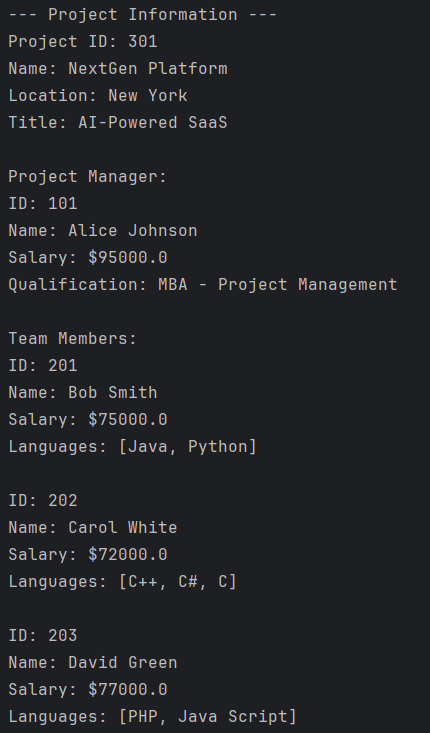 --- Project Information ---
Project ID: 301
Name: NextGen Platform
Location: New York
Title: AI-Powered SaaS
Project Manager:
ID: 101
Name: Alice Johnson
Salary: $95000.0
Qualification: MBA - Project Management
Team Members:
ID: 201
Name: Bob Smith
Salary: $75000.0
Languages: [Java, Python]
ID: 202
Name: Carol White
Salary: $72000.0
Languages: [C++, C#, C]
ID: 203
Name: David Green
Salary: $77000.0
Languages: [PHP, Java Script]